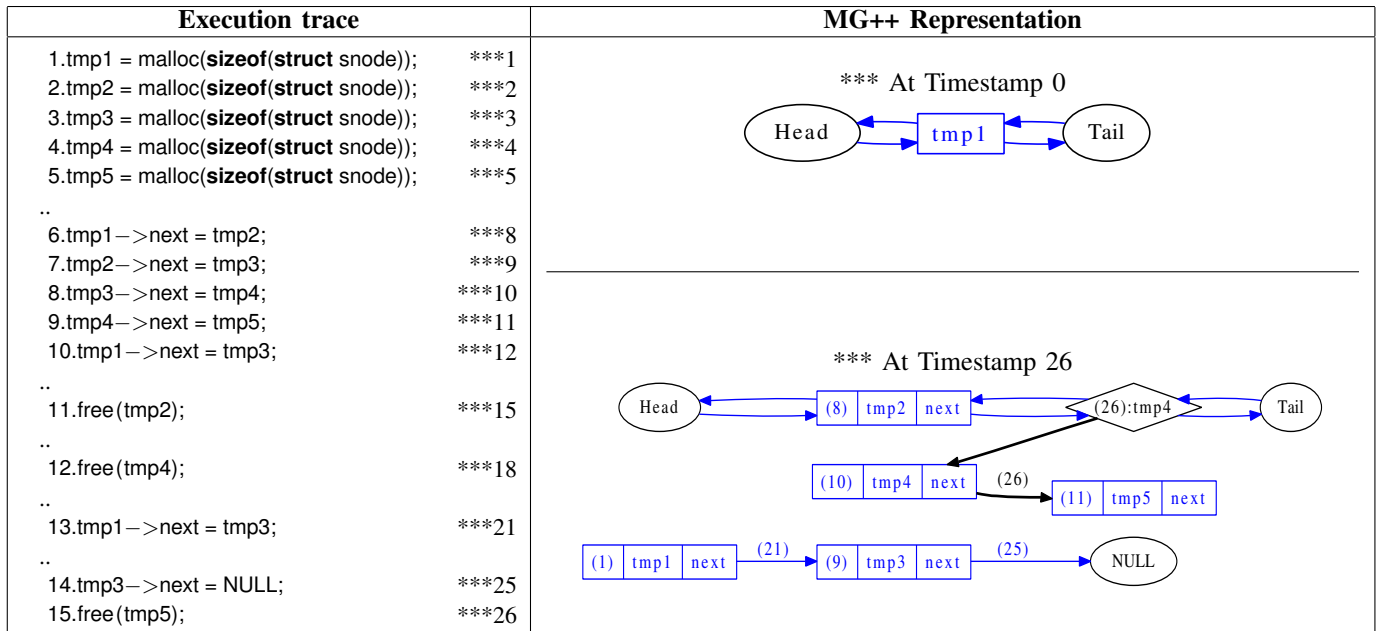 Execution trace
MG++ Representation
1.tmp1 = malloc(sizeof(struct snode)); ***1
2.tmp2 = malloc(sizeof(struct snode)); ***2
3.tmp3 = malloc(sizeof(struct snode)); ***3
4.tmp4 = malloc(sizeof(struct snode)); ***4
5.tmp5 = malloc(sizeof(struct snode)); ***5
..
6.tmp1−>next = tmp2; ***8
7.tmp2−>next = tmp3; ***9
8.tmp3−>next = tmp4; ***10
9.tmp4−>next = tmp5; ***11
10.tmp1−>next = tmp3; ***12
..
11.free(tmp2); ***15
..
12.free(tmp4); ***18
..
13.tmp1−>next = tmp3; ***21
..
14.tmp3−>next = NULL; ***25
15.free(tmp5); ***26
*** At Timestamp 0
Head tmp1 Tail
*** At Timestamp 26
Head (8) tmp2 next (26):tmp4 Tail
(10) tmp4 next (26) (11) tmp5 next
(1) tmp1 next (21) (9) tmp3 next (25) NULL